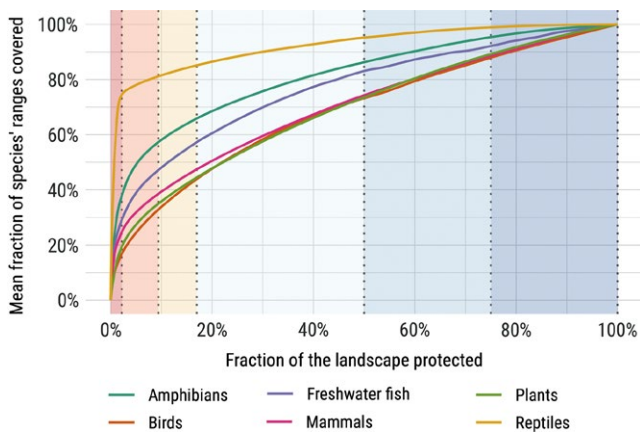 100%
80%
60%
40%
20%
0%
Mean fraction of species' ranges covered
0% 20% 40% 60% 80% 100%
Fraction of the landscape protected
Amphibians Freshwater fish Plants
Birds Mammals Reptiles